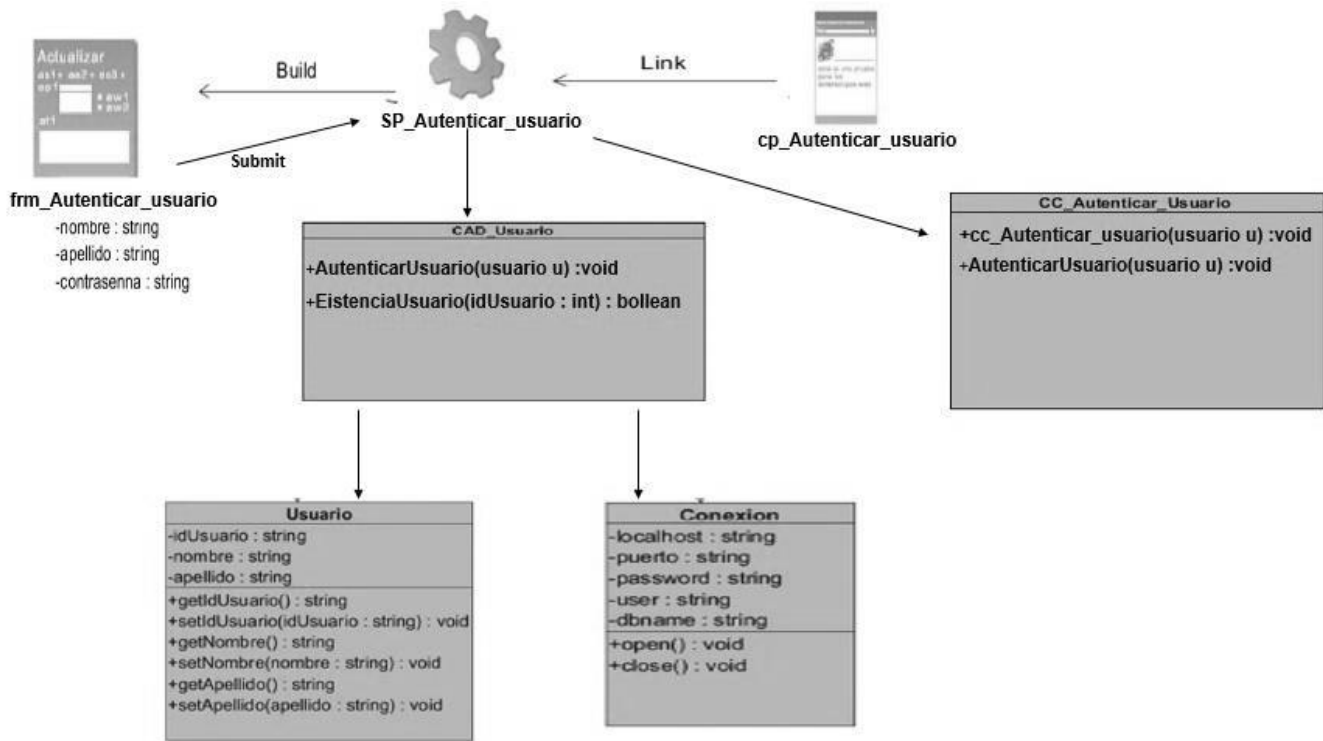 Actualizar
Build
Link
SP_Autenticar_usuario
cp_Autenticar_usuario
Submit
frm_Autenticar_usuario
-nombre : string
-apellido : string
-contrasenna : string
CAD_Usuario
+AutenticarUsuario(usuario u) :void
+EistenciaUsuario(idUsuario : int) : bollean
CC_Autenticar_Usuario
+cc_Autenticar_usuario(usuario u) :void
+AutenticarUsuario(usuario u) :void
Usuario
-idUsuario : string
-nombre : string
-apellido : string
+getIdUsuario() : string
+setIdUsuario(idUsuario : string) : void
+getNombre() : string
+setNombre(nombre : string) : void
+getApellido() : string
+setApellido(apellido : string) : void
Conexion
-localhost : string
-puerto : string
-password : string
-user : string
-dbname : string
+open() : void
+close() : void